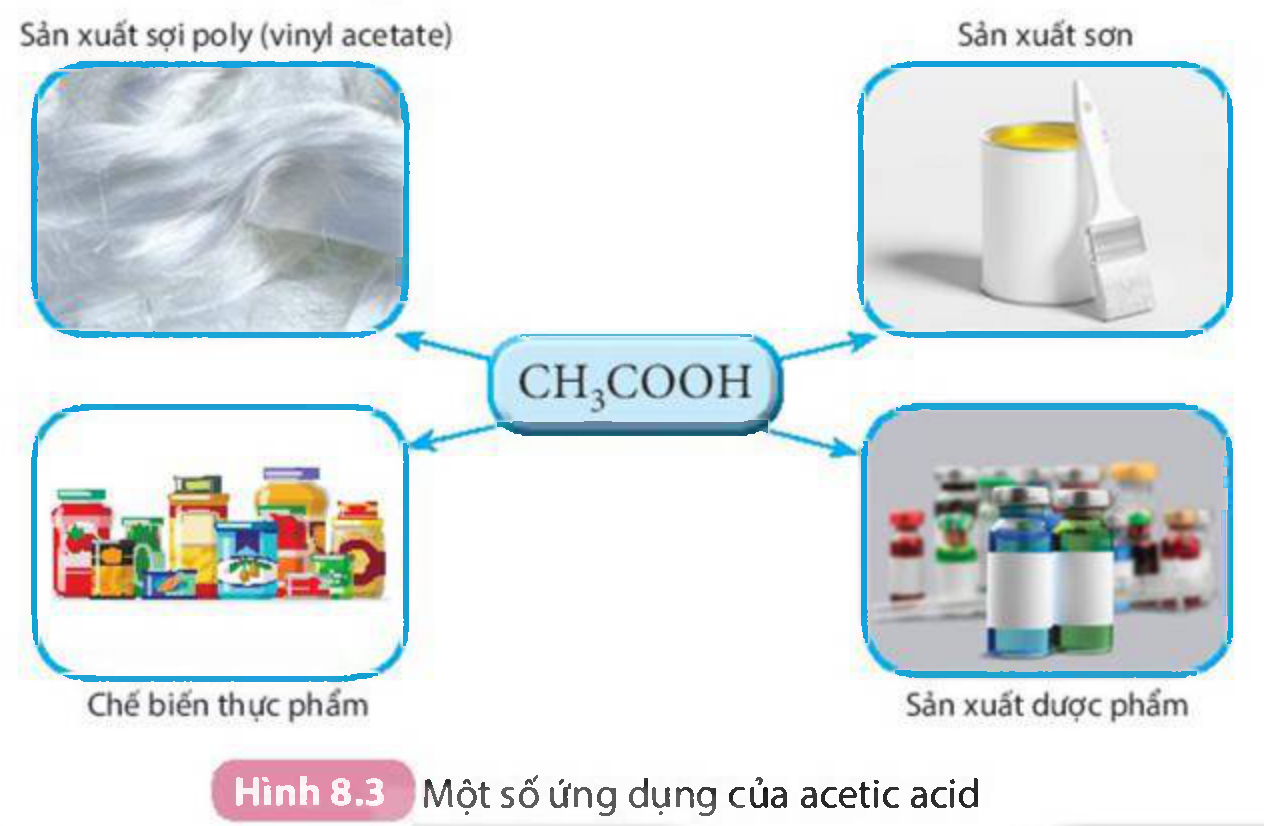 Sản xuất sợi poly (vinyl acetate)
Sản xuất sơn
CH₃COOH
Chế biến thực phẩm
Sản xuất dược phẩm
Hình 8.3 Một số ứng dụng của acetic acid